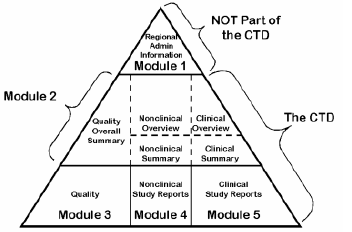 NOT Part of
the CTD
Regional
Admin
Information
Module 1
Module 2
The CTD
Quality
Overall
Summary
Nonclinical
Overview
Clinical
Overview
Nonclinical
Summary
Clinical
Summary
Quality
Module 3
Nonclinical
Study Reports
Module 4
Clinical
Study Reports
Module 5